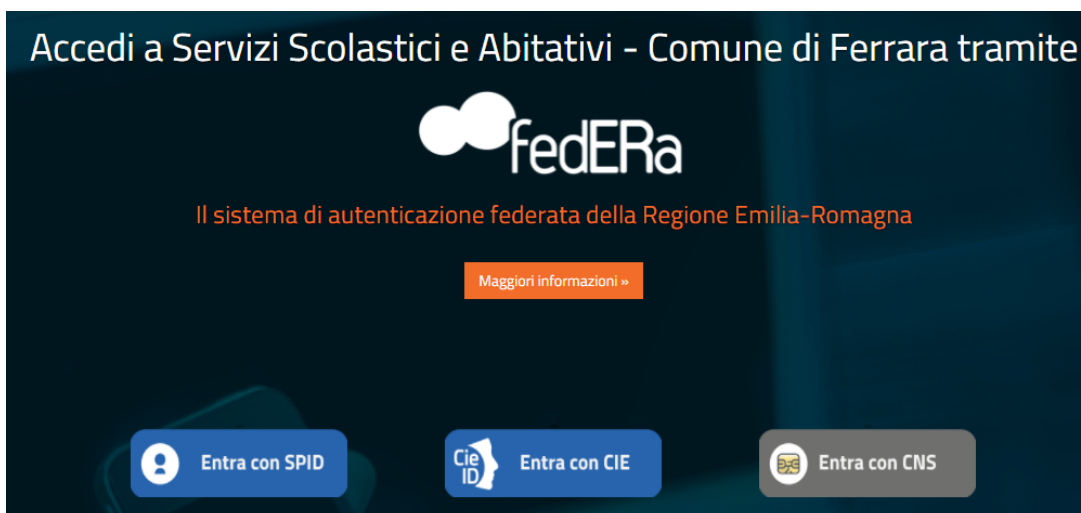 Accedi a Servizi Scolastici e Abitativi - Comune di Ferrara tramite
fedERa
Il sistema di autenticazione federata della Regione Emilia-Romagna
Maggiori informazioni »
Entra con SPID
Cie
ID
Entra con CIE
Entra con CNS